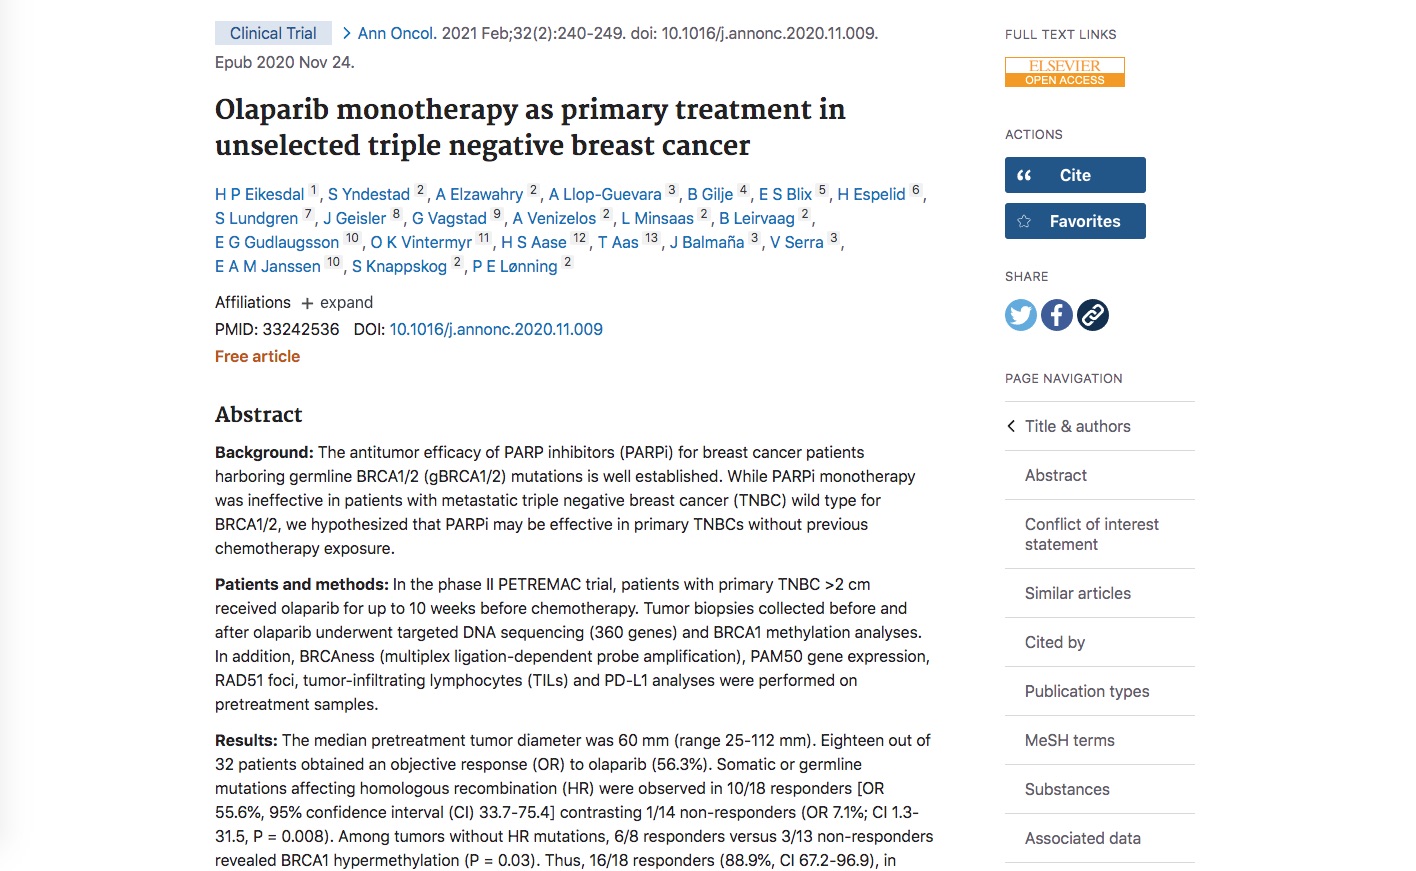 Clinical Trial > Ann Oncol. 2021 Feb;32(2):240-249. doi: 10.1016/j.annonc.2020.11.009.
Epub 2020 Nov 24.
Olaparib monotherapy as primary treatment in
unselected triple negative breast cancer
H P Eikesdal 1, S Yndestad 2, A Elzawahry 2, A Llop-Guevara 3, B Gilje 4, E S Blix 5, H Espelid 6,
S Lundgren 7, J Geisler 8, G Vagstad 9, A Venizelos 2, L Minsaas 2, B Leirvaag 2,
E G Gudlaugsson 10, O K Vintermyr 11, H S Aase 12, T Aas 13, J Balmaña 3, V Serra 3,
E A M Janssen 10, S Knappskog 2, P E Lønning 2
Affiliations + expand
PMID: 33242536 DOI: 10.1016/j.annonc.2020.11.009
Free article
Abstract
Background: The antitumor efficacy of PARP inhibitors (PARPi) for breast cancer patients
harboring germline BRCA1/2 (gBRCA1/2) mutations is well established. While PARPi monotherapy
was ineffective in patients with metastatic triple negative breast cancer (TNBC) wild type for
BRCA1/2, we hypothesized that PARPi may be effective in primary TNBCs without previous
chemotherapy exposure.
Patients and methods: In the phase II PETREMAC trial, patients with primary TNBC >2 cm
received olaparib for up to 10 weeks before chemotherapy. Tumor biopsies collected before and
after olaparib underwent targeted DNA sequencing (360 genes) and BRCA1 methylation analyses.
In addition, BRCAness (multiplex ligation-dependent probe amplification), PAM50 gene expression,
RAD51 foci, tumor-infiltrating lymphocytes (TILs) and PD-L1 analyses were performed on
pretreatment samples.
Results: The median pretreatment tumor diameter was 60 mm (range 25-112 mm). Eighteen out of
32 patients obtained an objective response (OR) to olaparib (56.3%). Somatic or germline
mutations affecting homologous recombination (HR) were observed in 10/18 responders [OR
55.6%, 95% confidence interval (CI) 33.7-75.4] contrasting 1/14 non-responders (OR 7.1%; CI 1.3-
31.5, P = 0.008). Among tumors without HR mutations, 6/8 responders versus 3/13 non-responders
revealed BRCA1 hypermethylation (P = 0.03). Thus, 16/18 responders (88.9%, CI 67.2-96.9), in
FULL TEXT LINKS
ELSEVIER
OPEN ACCESS
ACTIONS
Cite
Favorites
SHARE
PAGE NAVIGATION
Title & authors
Abstract
Conflict of interest
statement
Similar articles
Cited by
Publication types
MeSH terms
Substances
Associated data